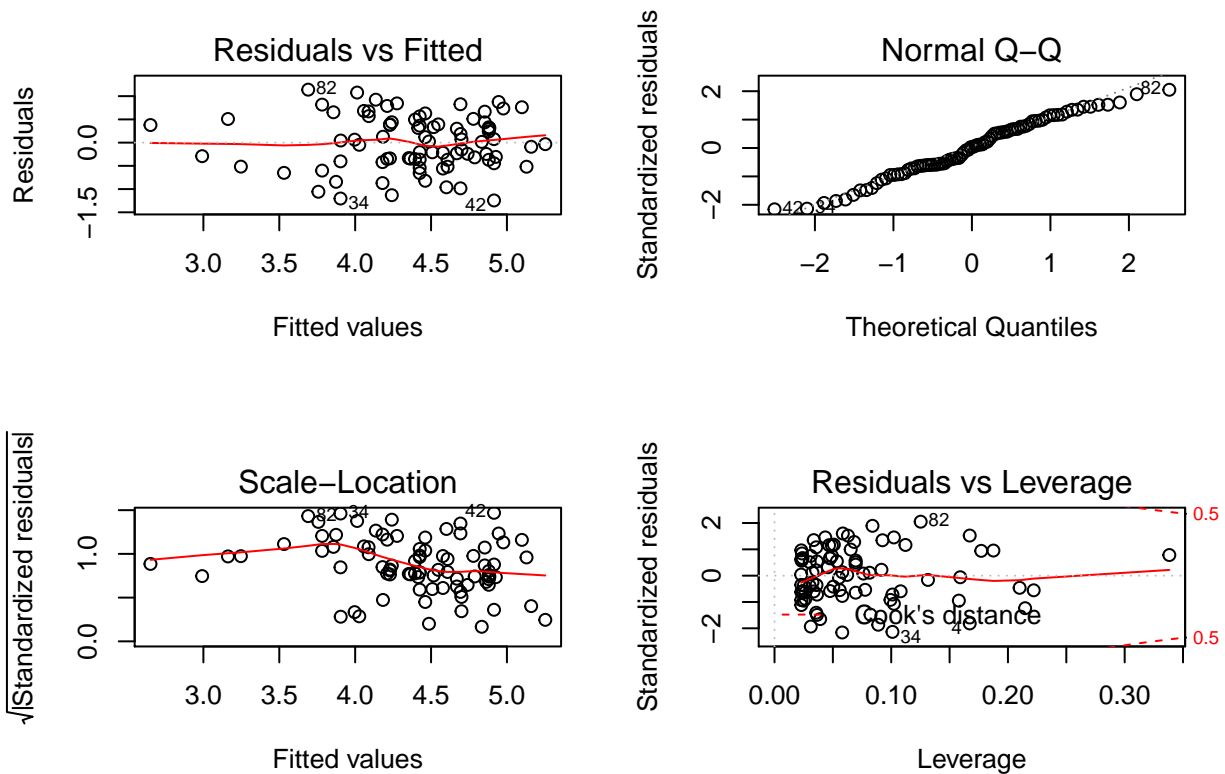 Residuals vs Fitted
Residuals
0.0
−1.5
82
34
42
3.0 3.5 4.0 4.5 5.0
Fitted values
Normal Q−Q
Standardized residuals
2
0
−2
82
42
34
−2 −1 0 1 2
Theoretical Quantiles
Scale−Location
√|Standardized residuals|
1.0
0.0
82
34
42
3.0 3.5 4.0 4.5 5.0
Fitted values
Residuals vs Leverage
Standardized residuals
2
0
−2
82
34
4
Cook's distance
0.5
0.5
0.00 0.10 0.20 0.30
Leverage